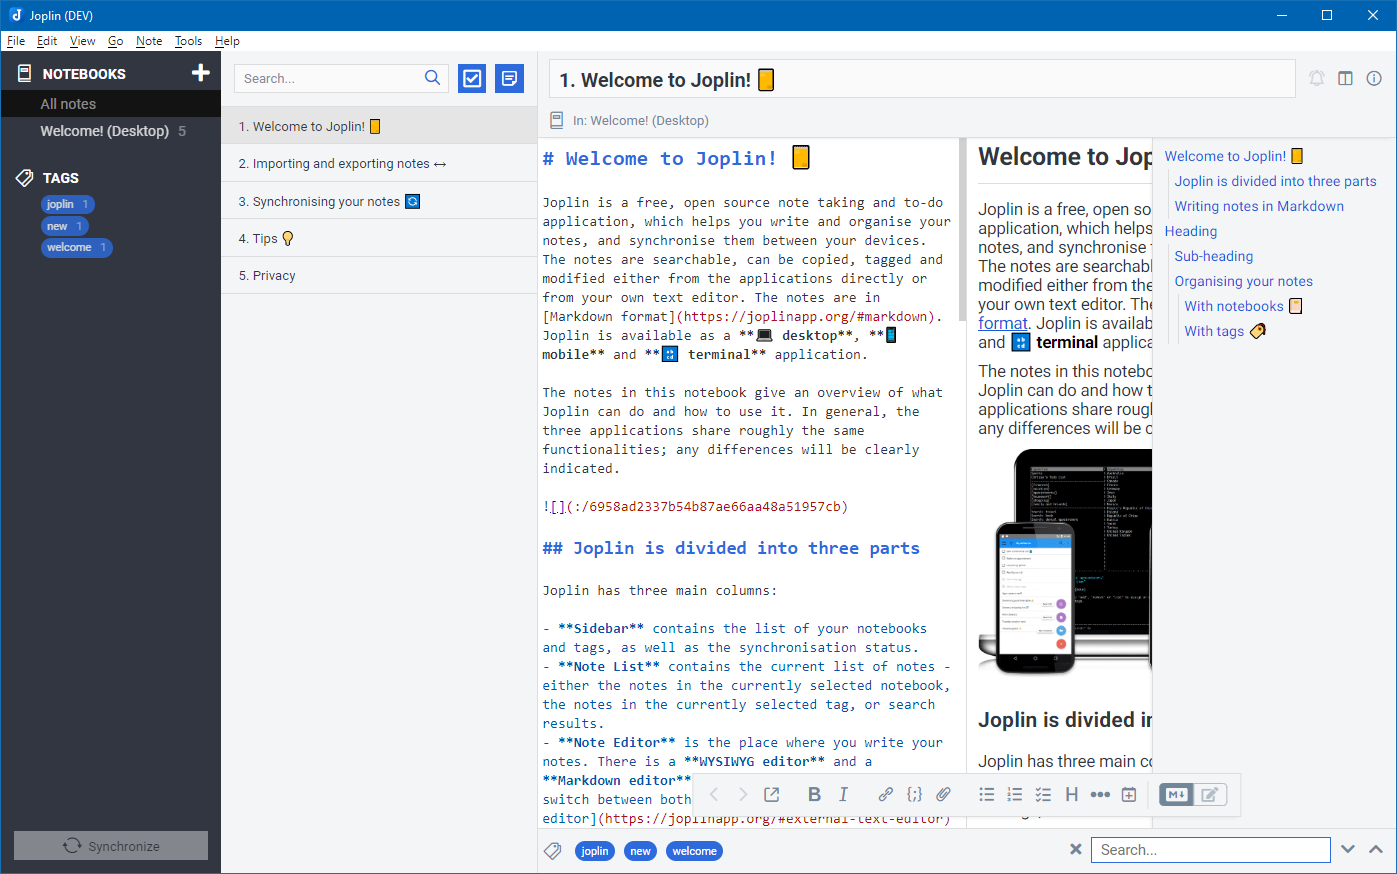 Joplin (DEV)
File Edit View Go Note Tools Help
NOTEBOOKS
All notes
Welcome! (Desktop) 5
TAGS
joplin 1
new 1
welcome 1
Synchronize
Search...
1. Welcome to Joplin! 📒
2. Importing and exporting notes ↔
3. Synchronising your notes 🔄
4. Tips 💡
5. Privacy
1. Welcome to Joplin! 📒
In: Welcome! (Desktop)
# Welcome to Joplin! 📒
Joplin is a free, open source note taking and to-do
application, which helps you write and organise your
notes, and synchronise them between your devices.
The notes are searchable, can be copied, tagged and
modified either from the applications directly or
from your own text editor. The notes are in
[Markdown format](https://joplinapp.org/#markdown).
Joplin is available as a **💻 desktop**, **📱
mobile** and **🔡 terminal** application.
The notes in this notebook give an overview of what
Joplin can do and how to use it. In general, the
three applications share roughly the same
functionalities; any differences will be clearly
indicated.
![](:/6958ad2337b54b87ae66aa48a51957cb)
## Joplin is divided into three parts
Joplin has three main columns:
- **Sidebar** contains the list of your notebooks
and tags, as well as the synchronisation status.
- **Note List** contains the current list of notes -
either the notes in the currently selected notebook,
the notes in the currently selected tag, or search
results.
- **Note Editor** is the place where you write your
notes. There is a **WYSIWYG editor** and a
**Markdown editor**
switch between both
editor](https://joplinapp.org/#external-text-editor)
Welcome to Jop
Joplin is a free, open so
application, which helps
notes, and synchronise t
The notes are searchabl
modified either from the
your own text editor. The
format. Joplin is availab
and 🔡 terminal applica
The notes in this notebo
Joplin can do and how t
applications share rough
any differences will be c
Joplin is divided in
Joplin has three main co
Welcome to Joplin! 📒
Joplin is divided into three parts
Writing notes in Markdown
Heading
Sub-heading
Organising your notes
With notebooks 📔
With tags 🏷
B I {;} H M↓
joplin new welcome
Search...